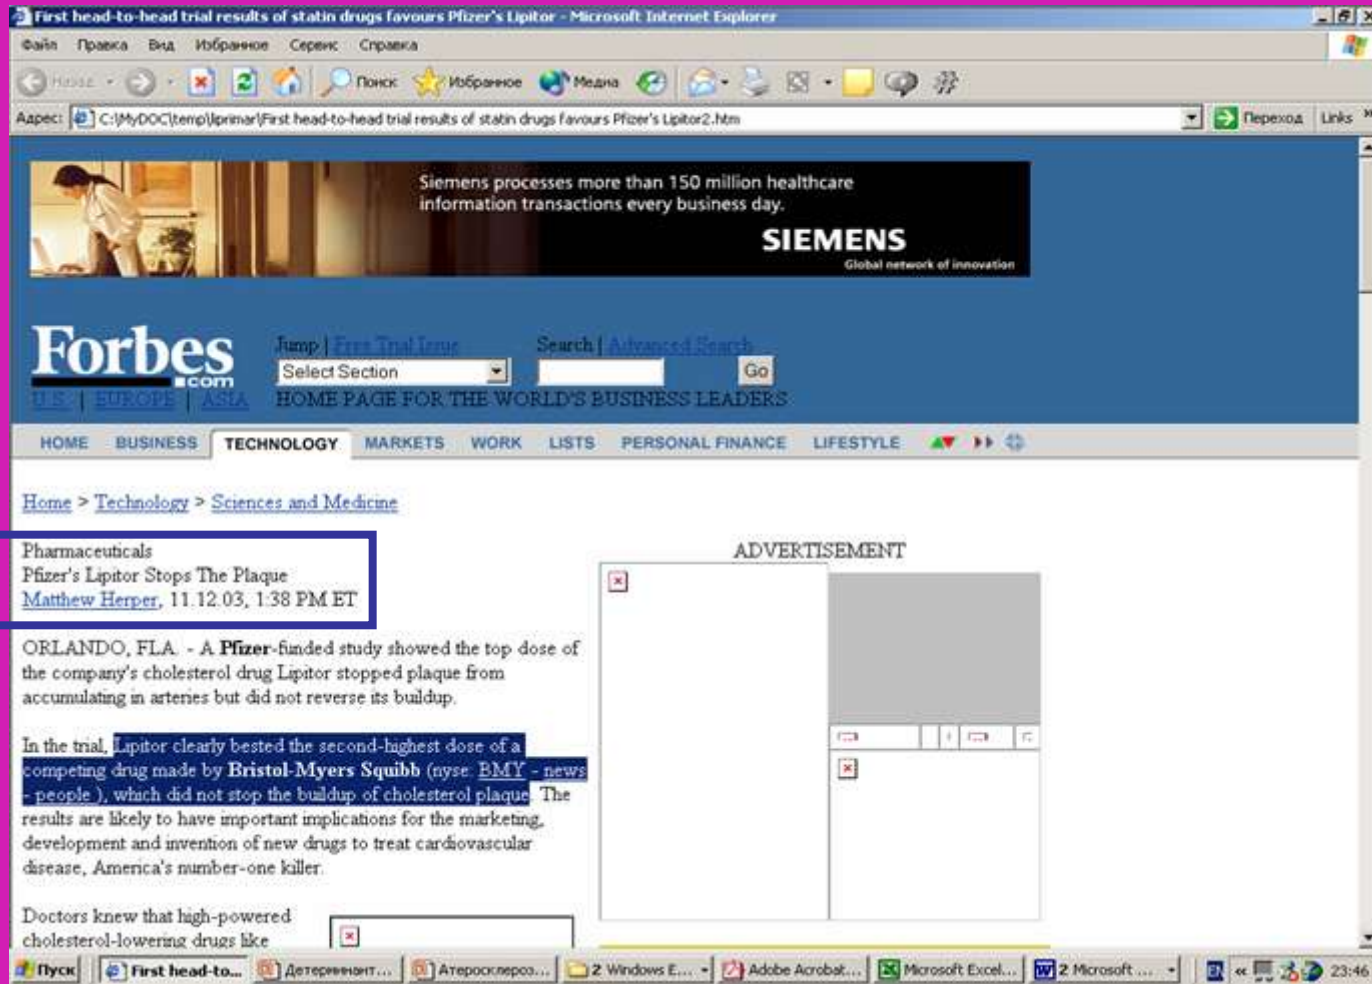 First head-to-head trial results of statin drugs favours Pfizer's Lipitor - Microsoft Internet Explorer
Файл Правка Вид Избранное Сервис Справка
Назад Поиск Избранное Медиа
Адрес: C:\MyDOC\temp\liprimar\First head-to-head trial results of statin drugs favours Pfizer's Lipitor2.htm Переход Links »
Siemens processes more than 150 million healthcare
information transactions every business day.
SIEMENS
Global network of innovation
Forbes
.com
Jump | Free Trial Issue Search | Advanced Search
Select Section Go
U.S. | EUROPE | ASIA HOME PAGE FOR THE WORLD'S BUSINESS LEADERS
HOME BUSINESS TECHNOLOGY MARKETS WORK LISTS PERSONAL FINANCE LIFESTYLE
Home > Technology > Sciences and Medicine
Pharmaceuticals
Pfizer's Lipitor Stops The Plaque
Matthew Herper, 11.12.03, 1:38 PM ET
ADVERTISEMENT
ORLANDO, FLA. - A Pfizer-funded study showed the top dose of
the company's cholesterol drug Lipitor stopped plaque from
accumulating in arteries but did not reverse its buildup.
In the trial, Lipitor clearly bested the second-highest dose of a
competing drug made by Bristol-Myers Squibb (nyse: BMY - news
- people ), which did not stop the buildup of cholesterol plaque. The
results are likely to have important implications for the marketing,
development and invention of new drugs to treat cardiovascular
disease, America's number-one killer.
Doctors knew that high-powered
cholesterol-lowering drugs like
Пуск First head-to... Детерминант... Атеросклероз... 2 Windows E... Adobe Acrobat... Microsoft Excel... 2 Microsoft ... EN « 23:46